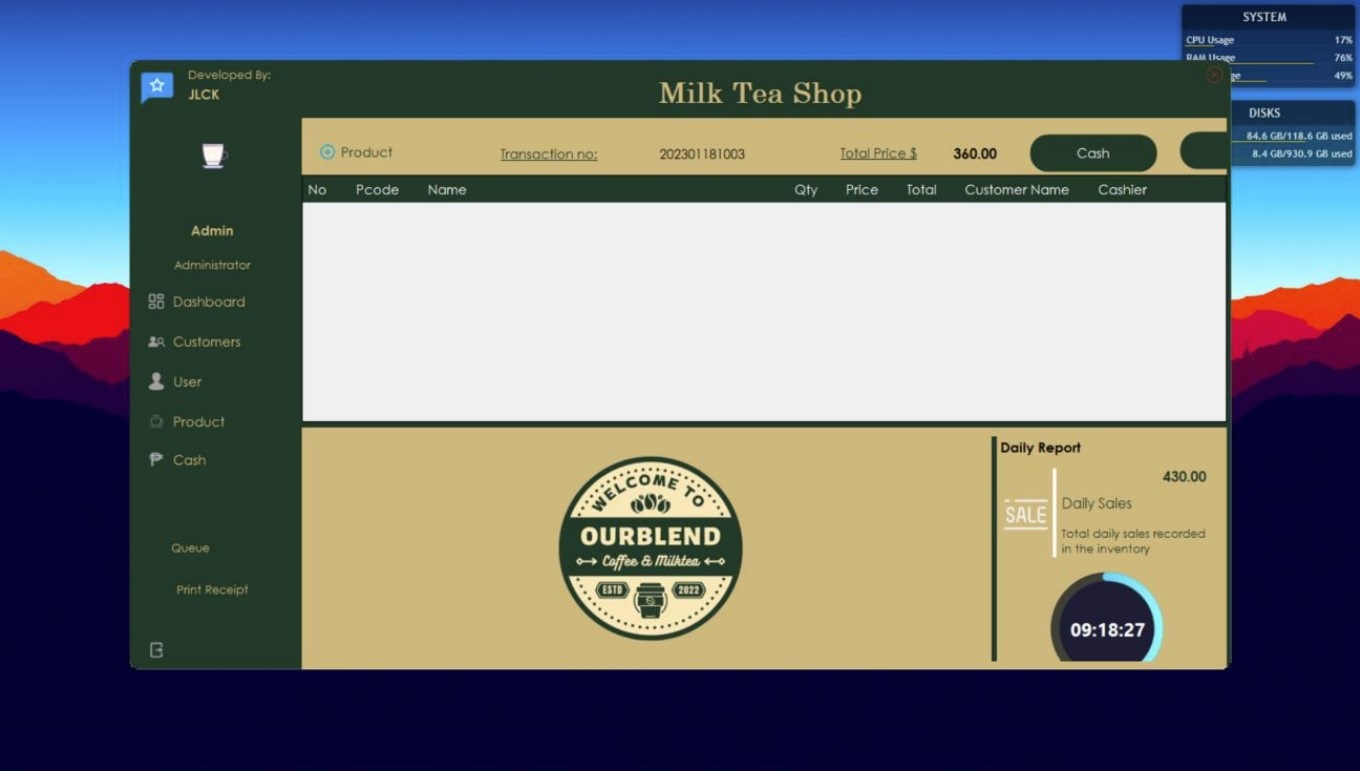 SYSTEM
CPU Usage 17%
RAM Usage 76%
ge 49%
DISKS
84.6 GB/118.6 GB used
8.4 GB/930.9 GB used
Developed By:
JLCK
Milk Tea Shop
Product Transaction no: 202301181003 Total Price $ 360.00 Cash
No Pcode Name Qty Price Total Customer Name Cashier
Admin
Administrator
Dashboard
Customers
User
Product
Cash
Queue
Print Receipt
WELCOME TO
OURBLEND
Coffee & Milktea
ESTD 2022
Daily Report
430.00
SALE
Daily Sales
Total daily sales recorded
in the inventory
09:18:27